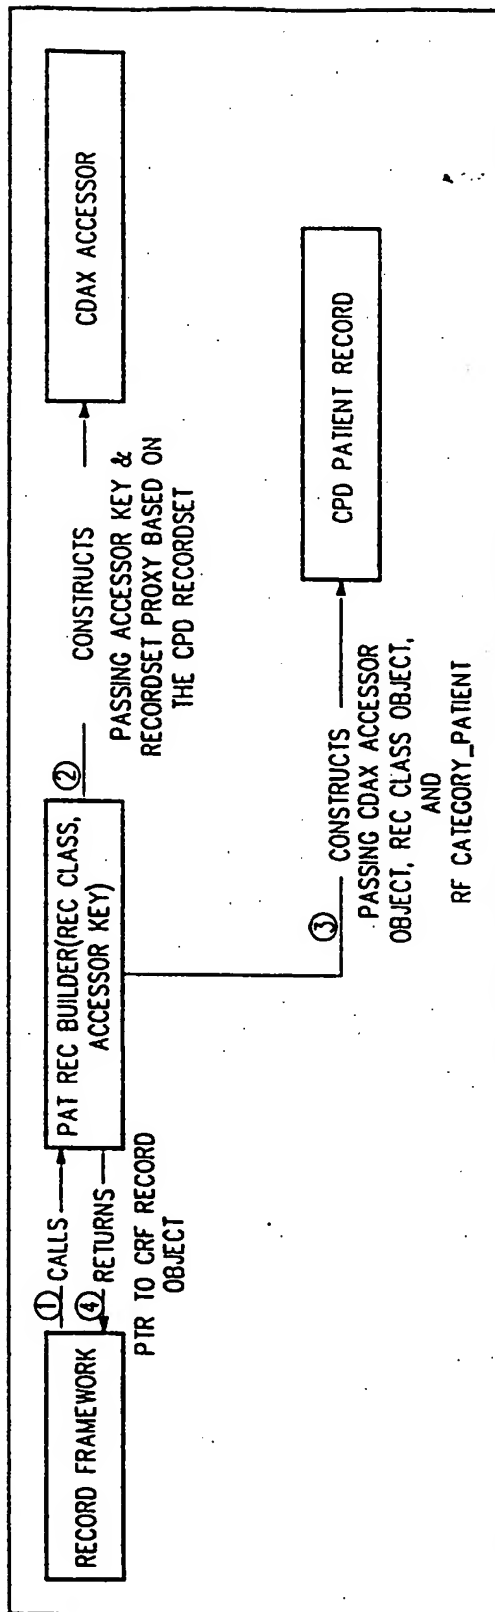 RECORD FRAMEWORK
① CALLS
④ RETURNS
PTR TO CRF RECORD
OBJECT
PAT REC BUILDER(REC CLASS,
ACCESSOR KEY)
②
CONSTRUCTS
PASSING ACCESSOR KEY &
RECORDSET PROXY BASED ON
THE CPD RECORDSET
CDAX ACCESSOR
③
CONSTRUCTS
PASSING CDAX ACCESSOR
OBJECT, REC CLASS OBJECT,
AND
RF CATEGORY_PATIENT
CPD PATIENT RECORD